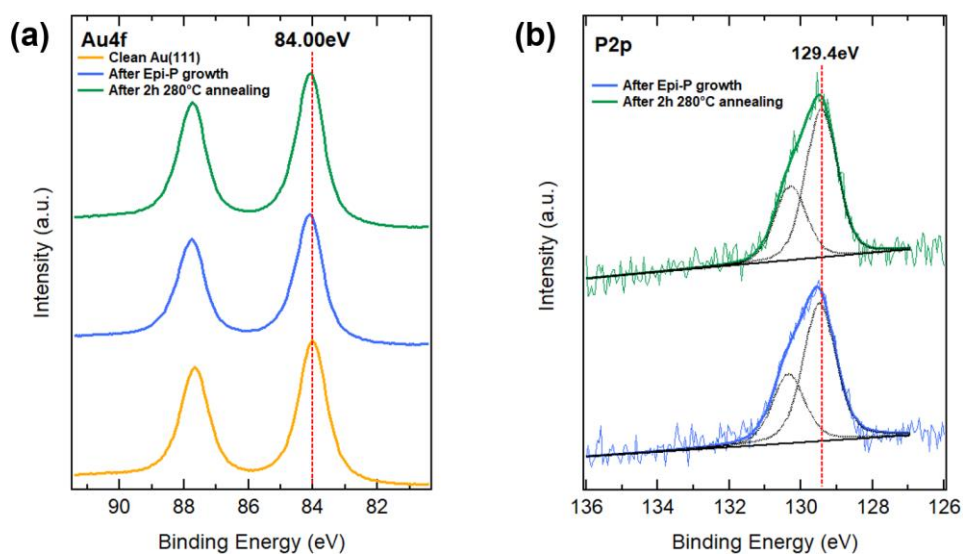 (a)
Au4f
84.00eV
Clean Au(111)
After Epi-P growth
After 2h 280°C annealing
Intensity (a.u.)
90
88
86
84
82
Binding Energy (eV)
(b)
P2p
129.4eV
After Epi-P growth
After 2h 280°C annealing
Intensity (a.u.)
136
134
132
130
128
126
Binding Energy (eV)